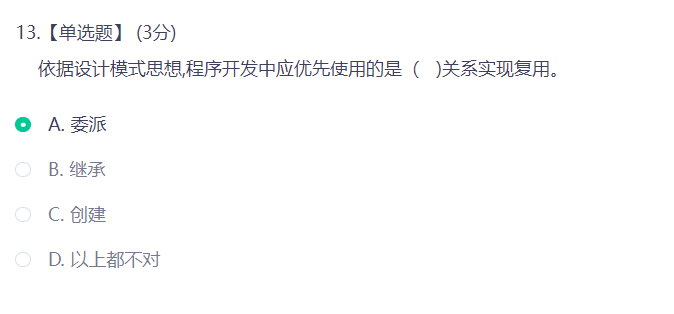 13.【单选题】 (3分)
依据设计模式思想,程序开发中应优先使用的是（ )关系实现复用。
A. 委派
B. 继承
C. 创建
D. 以上都不对